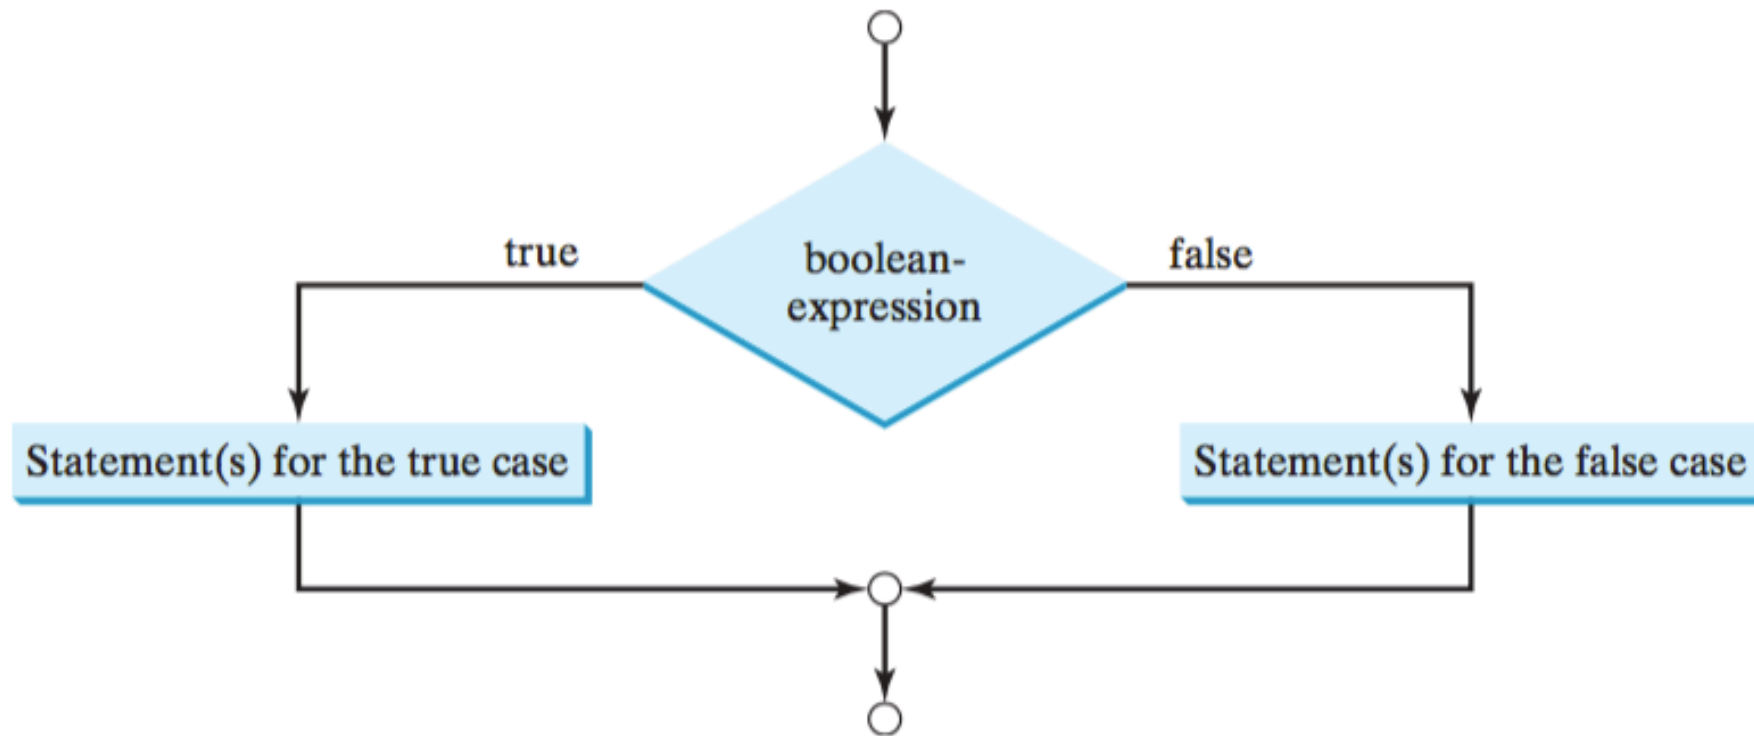 true
boolean-
expression
false
Statement(s) for the true case
Statement(s) for the false case